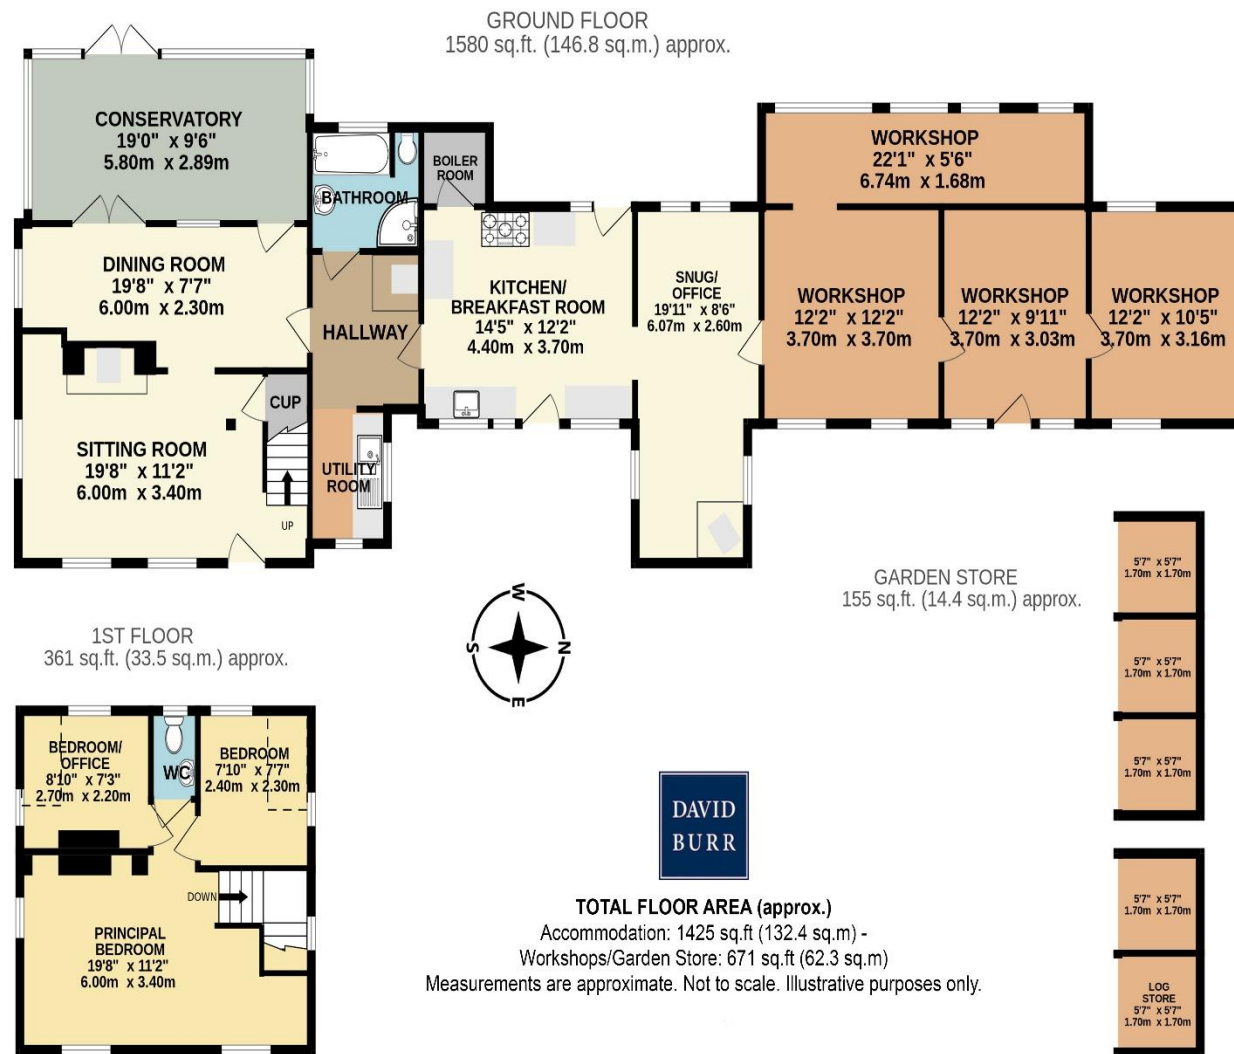 GROUND FLOOR
1580 sq.ft. (146.8 sq.m.) approx.
CONSERVATORY
19'0" x 9'6"
5.80m x 2.89m
BATHROOM
BOILER
ROOM
WORKSHOP
22'1" x 5'6"
6.74m x 1.68m
DINING ROOM
19'8" x 7'7"
6.00m x 2.30m
HALLWAY
KITCHEN/
BREAKFAST ROOM
14'5" x 12'2"
4.40m x 3.70m
SNUG/
OFFICE
19'11" x 8'6"
6.07m x 2.60m
WORKSHOP
12'2" x 12'2"
3.70m x 3.70m
WORKSHOP
12'2" x 9'11"
3.70m x 3.03m
WORKSHOP
12'2" x 10'5"
3.70m x 3.16m
CUP
SITTING ROOM
19'8" x 11'2"
6.00m x 3.40m
UP
UTILITY
ROOM
GARDEN STORE
155 sq.ft. (14.4 sq.m.) approx.
5'7" x 5'7"
1.70m x 1.70m
5'7" x 5'7"
1.70m x 1.70m
5'7" x 5'7"
1.70m x 1.70m
5'7" x 5'7"
1.70m x 1.70m
LOG
STORE
5'7" x 5'7"
1.70m x 1.70m
W
S
N
E
1ST FLOOR
361 sq.ft. (33.5 sq.m.) approx.
BEDROOM/
OFFICE
8'10" x 7'3"
2.70m x 2.20m
WC
BEDROOM
7'10" x 7'7"
2.40m x 2.30m
DOWN
PRINCIPAL
BEDROOM
19'8" x 11'2"
6.00m x 3.40m
DAVID
BURR
TOTAL FLOOR AREA (approx.)
Accommodation: 1425 sq.ft (132.4 sq.m) -
Workshops/Garden Store: 671 sq.ft (62.3 sq.m)
Measurements are approximate. Not to scale. Illustrative purposes only.